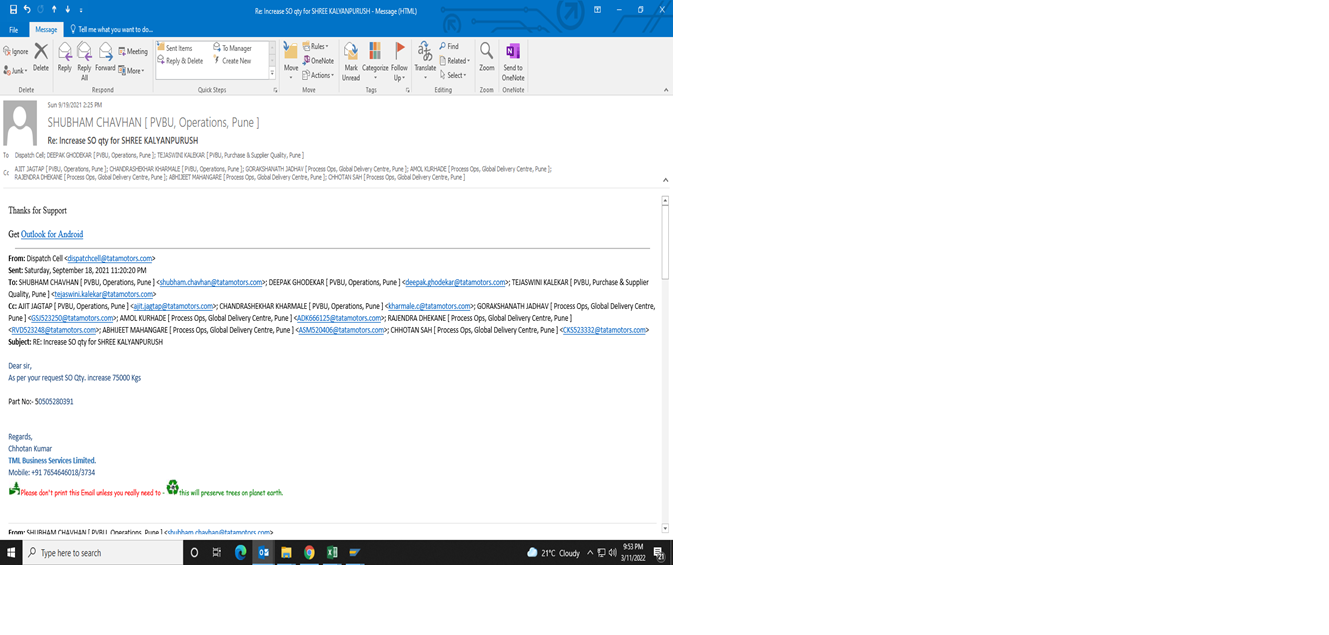 Re: Increase SO qty for SHREE KALYANPURUSH - Message (HTML)
File Message Tell me what you want to do...
Ignore Delete Reply Reply All Forward Meeting Sent Items To Manager Move Rules OneNote Mark Unread Categorize Follow Up Translate Find Related Select Zoom Send to OneNote
Junk More Reply & Delete Create New Actions
Delete Respond Quick Steps Move Tags Editing Zoom OneNote
Sun 9/19/2021 2:25 PM
SHUBHAM CHAVHAN [ PVBU, Operations, Pune ]
Re: Increase SO qty for SHREE KALYANPURUSH
To Dispatch Cell; DEEPAK GHODEKAR [ PVBU, Operations, Pune ]; TEJASWINI KALEKAR [ PVBU, Purchase & Supplier Quality, Pune ]
Cc AJIT JAGTAP [ PVBU, Operations, Pune ]; CHANDRASHEKHAR KHARMALE [ PVBU, Operations, Pune ]; GORAKSHANATH JADHAV [ Process Ops, Global Delivery Centre, Pune ]; AMOL KURHADE [ Process Ops, Global Delivery Centre, Pune ];
RAJENDRA DHEKANE [ Process Ops, Global Delivery Centre, Pune ]; ABHIJEET MAHANGARE [ Process Ops, Global Delivery Centre, Pune ]; CHHOTAN SAH [ Process Ops, Global Delivery Centre, Pune ]
Thanks for Support
Get Outlook for Android
From: Dispatch Cell <dispatchcell@tatamotors.com>
Sent: Saturday, September 18, 2021 11:20:20 PM
To: SHUBHAM CHAVHAN [ PVBU, Operations, Pune ] <shubham.chavhan@tatamotors.com>; DEEPAK GHODEKAR [ PVBU, Operations, Pune ] <deepak.ghodekar@tatamotors.com>; TEJASWINI KALEKAR [ PVBU, Purchase & Supplier
Quality, Pune ] <tejaswini.kalekar@tatamotors.com>
Cc: AJIT JAGTAP [ PVBU, Operations, Pune ] <ajit.jagtap@tatamotors.com>; CHANDRASHEKHAR KHARMALE [ PVBU, Operations, Pune ] <kharmale.c@tatamotors.com>; GORAKSHANATH JADHAV [ Process Ops, Global Delivery Centre,
Pune ] <GSJ523250@tatamotors.com>; AMOL KURHADE [ Process Ops, Global Delivery Centre, Pune ] <ADK666125@tatamotors.com>; RAJENDRA DHEKANE [ Process Ops, Global Delivery Centre, Pune ]
<RVD523248@tatamotors.com>; ABHIJEET MAHANGARE [ Process Ops, Global Delivery Centre, Pune ] <ASM520406@tatamotors.com>; CHHOTAN SAH [ Process Ops, Global Delivery Centre, Pune ] <CKS523332@tatamotors.com>
Subject: RE: Increase SO qty for SHREE KALYANPURUSH
Dear sir,
As per your request SO Qty. increase 75000 Kgs
Part No:- 50505280391
Regards,
Chhotan Kumar
TML Business Services Limited.
Mobile: +91 7654646018/3734
Please don't print this Email unless you really need to - this will preserve trees on planet earth.
From: SHUBHAM CHAVHAN [ PVBU, Operations, Pune ] <shubham.chavhan@tatamotors.com>
Type here to search
21°C Cloudy
9:53 PM
3/11/2022
21